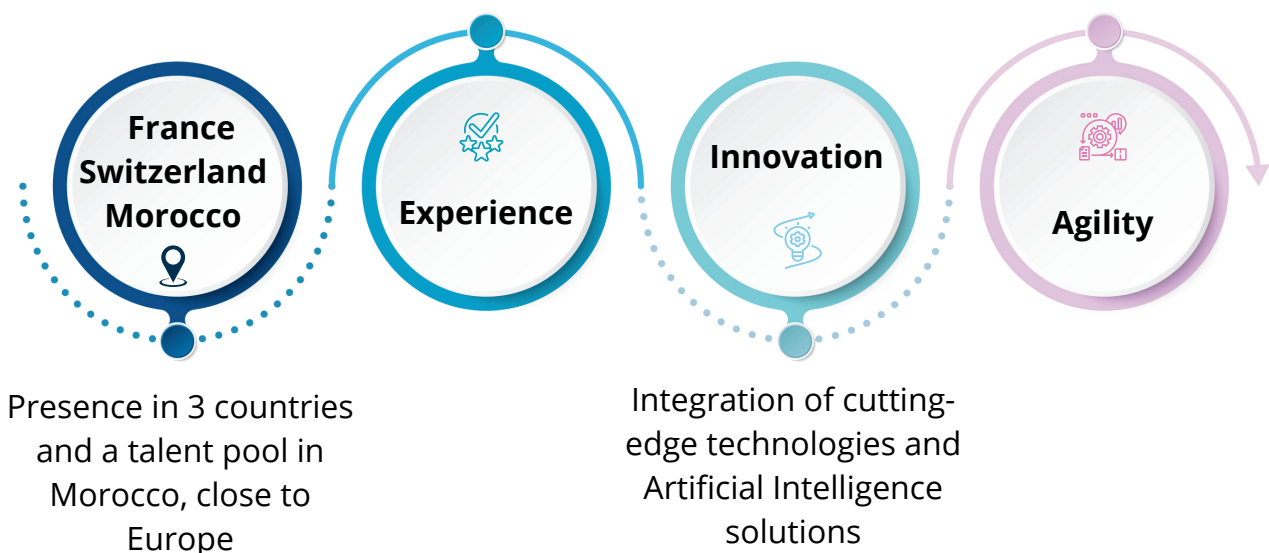 France
Switzerland
Morocco
Experience
Innovation
Agility
Presence in 3 countries
and a talent pool in
Morocco, close to
Europe
Integration of cutting-
edge technologies and
Artificial Intelligence
solutions